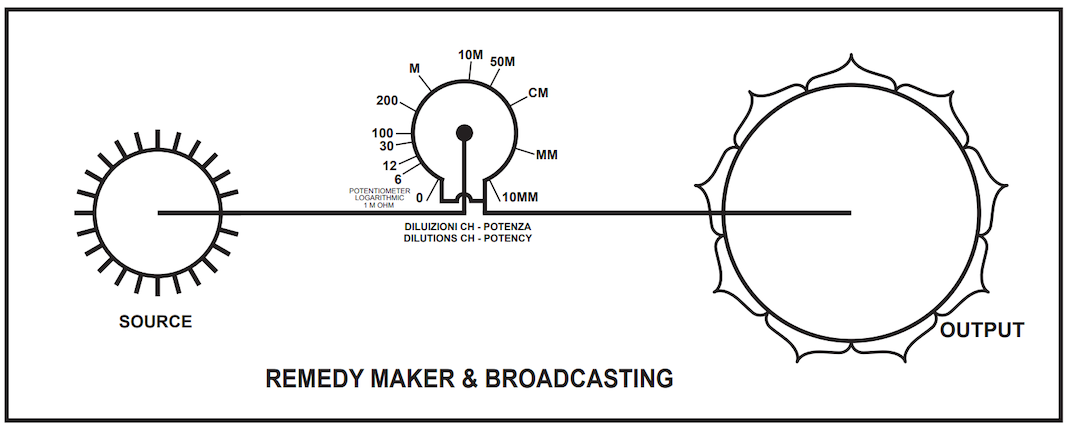 10M
50M
M
CM
200
100
30
MM
12
6
POTENTIOMETER
LOGARITHMIC
1 M OHM
0
10MM
DILUIZIONI CH - POTENZA
DILUTIONS CH - POTENCY
SOURCE
OUTPUT
REMEDY MAKER & BROADCASTING